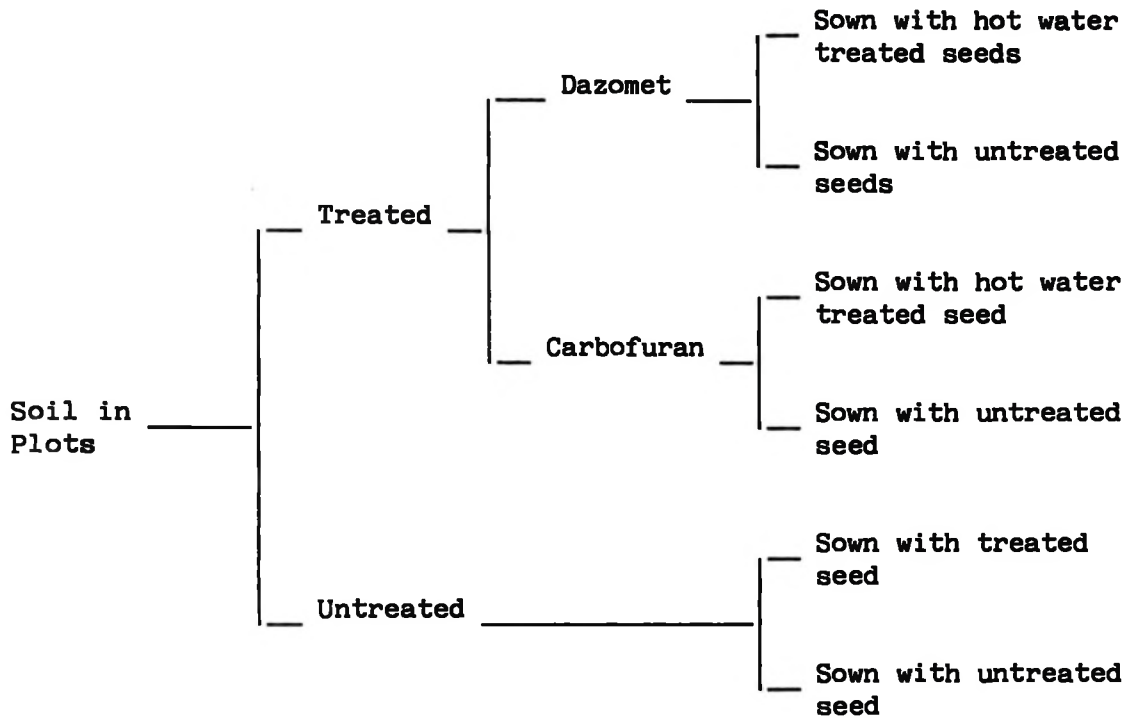 Sown with hot water
treated seeds
Dazomet
Sown with untreated
seeds
Treated
Sown with hot water
treated seed
Carbofuran
Soil in
Plots
Sown with untreated
seed
Sown with treated
seed
Untreated
Sown with untreated
seed